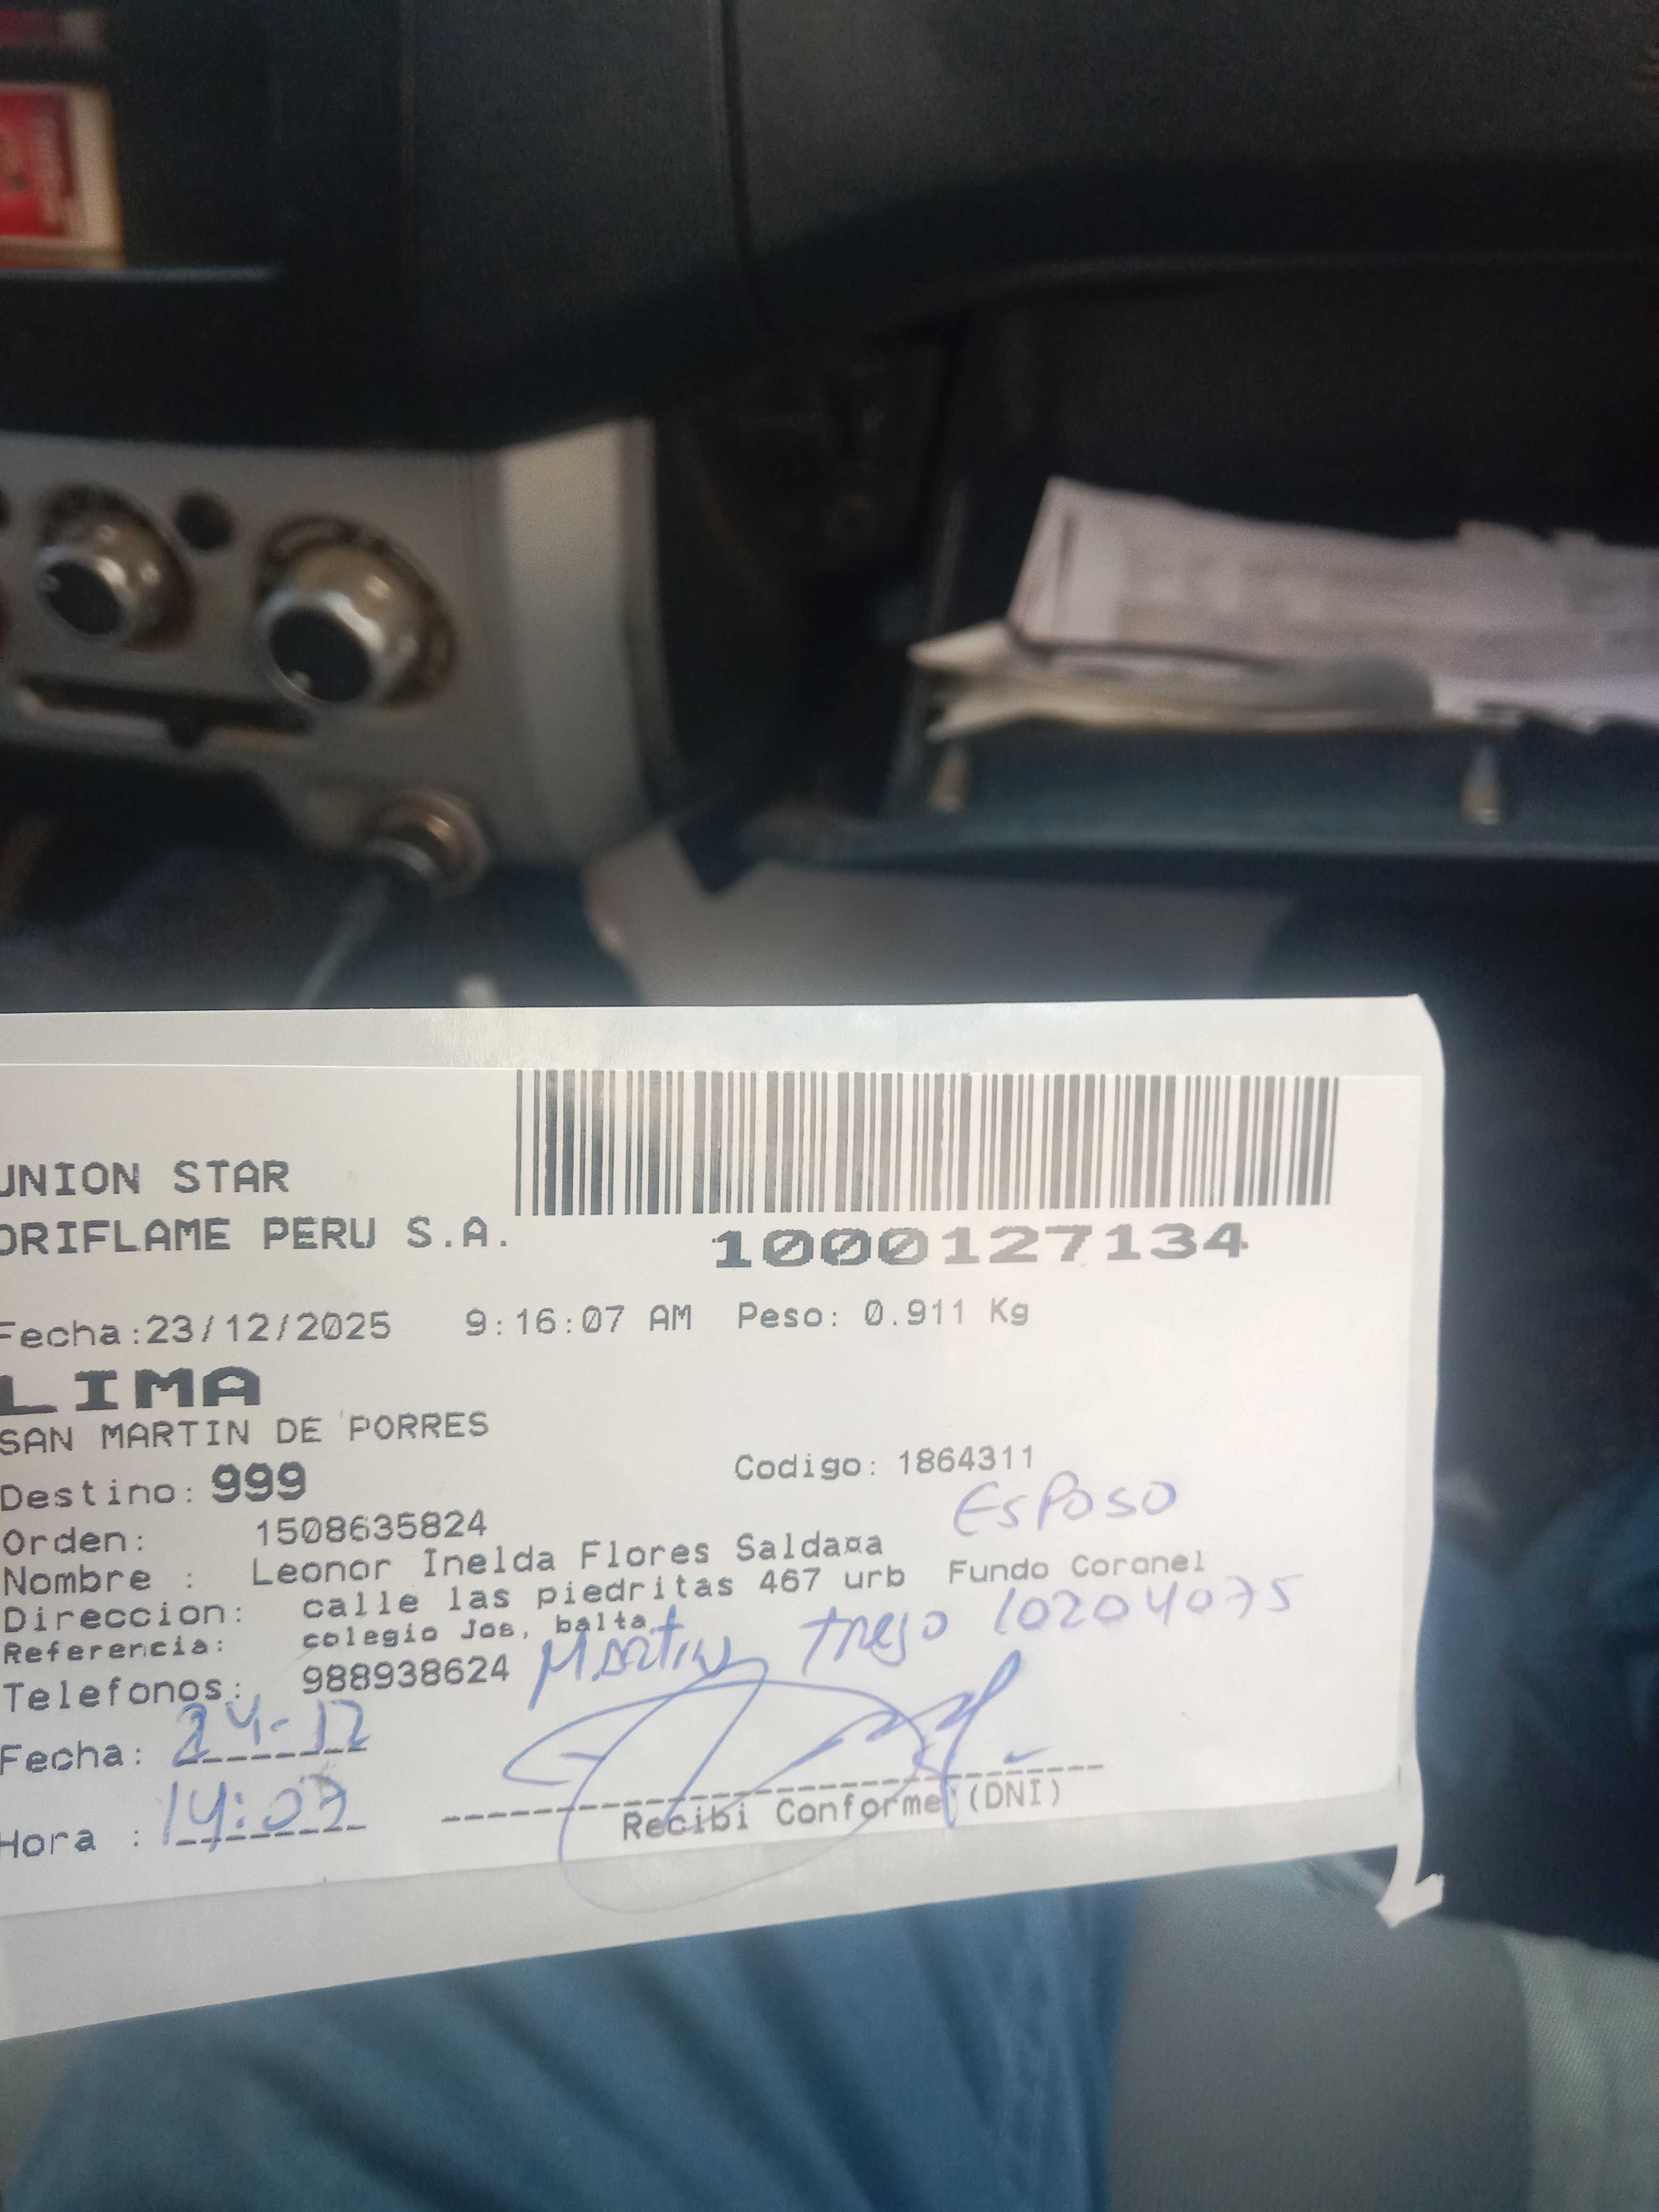 UNION STAR
ORIFLAME PERU S.A.
1000127134
Fecha:23/12/2025 9:16:07 AM Peso: 0.911 Kg
LIMA
SAN MARTIN DE PORRES
Destino: 999 Codigo: 1864311
Esposo
Orden: 1508635824
Nombre : Leonor Inelda Flores Salda¤a
Direccion: calle las piedritas 467 urb Fundo Coronel
Referencia: colegio Jos, balta
Martin Trejo 10204075
Telefonos: 988938624
Fecha: 24-12
Hora : 14:07
Recibi Conforme (DNI)